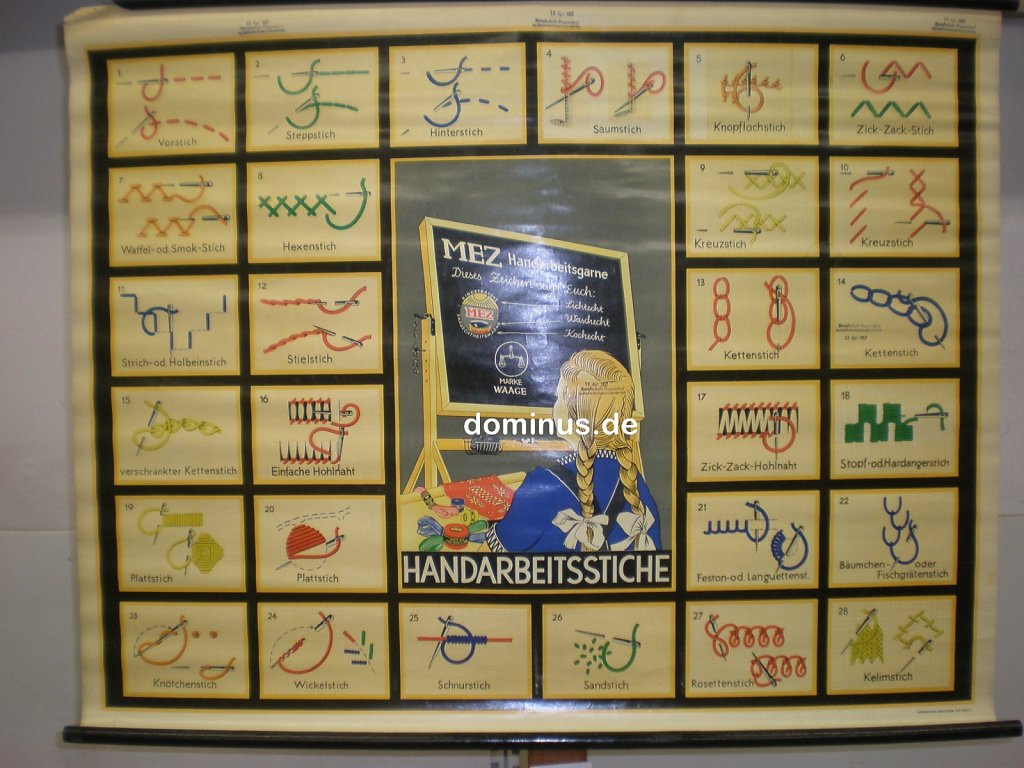 1
Vorstich
2
Steppstich
3
Hinterstich
4
Saumstich
5
Knopflochstich
6
Zick-Zack-Stich
7
Waffel-od. Smok-Stich
8
Hexenstich
9
Kreuzstich
10
Kreuzstich
11
Strich-od. Holbeinstich
12
Stielstich
MEZ Handarbeitsgarne
Dieses Zeichen sagt Euch:
Lichtecht
MEZ
Waschecht
Kochecht
MARKE
WAAGE
dominus.de
HANDARBEITSSTICHE
13
Kettenstich
14
Kettenstich
15
verschränkter Kettenstich
16
Einfache Hohlnaht
17
Zick-Zack-Hohlnaht
18
Stopf-od.Hardangerstich
19
Plattstich
20
Plattstich
21
Feston-od. Languettenst.
22
Bäumchen- oder
Fischgrätenstich
23
Knötchenstich
24
Wickelstich
25
Schnurstich
26
Sandstich
27
Rosettenstich
28
Kelimstich